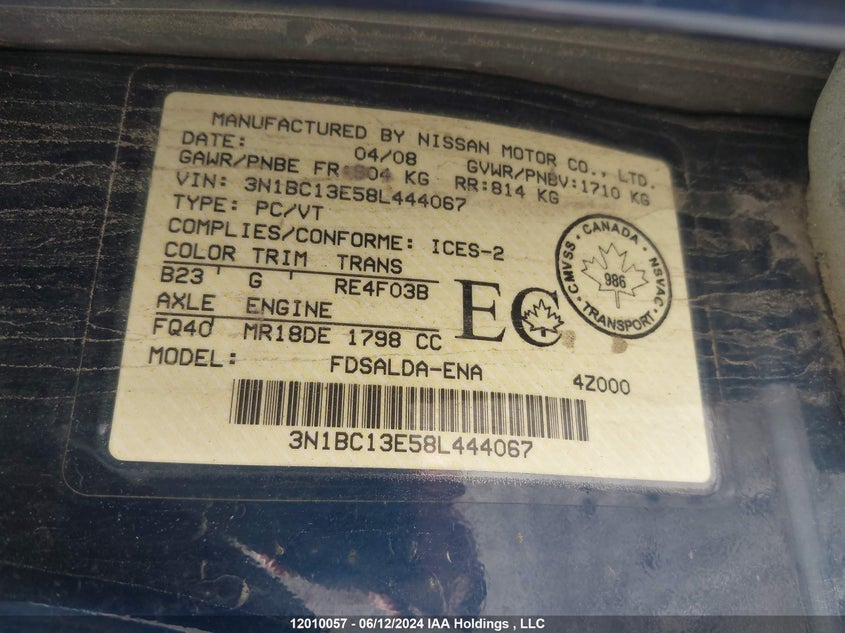 MANUFACTURED BY NISSAN MOTOR CO., LTD.
DATE: 04/08 GVWR/PNBV:1710 KG
GAWR/PNBE FR: 904 KG RR:814 KG
VIN: 3N1BC13E58L444067
TYPE: PC/VT
COMPLIES/CONFORME: ICES-2
COLOR TRIM TRANS
B23 G RE4F03B
AXLE ENGINE
FQ40 MR18DE 1798 CC
EC
CANADA
CMVSS NSVAC
986
TRANSPORT
MODEL: FDSALDA-ENA 4Z000
3N1BC13E58L444067
12010057 - 06/12/2024 IAA Holdings , LLC